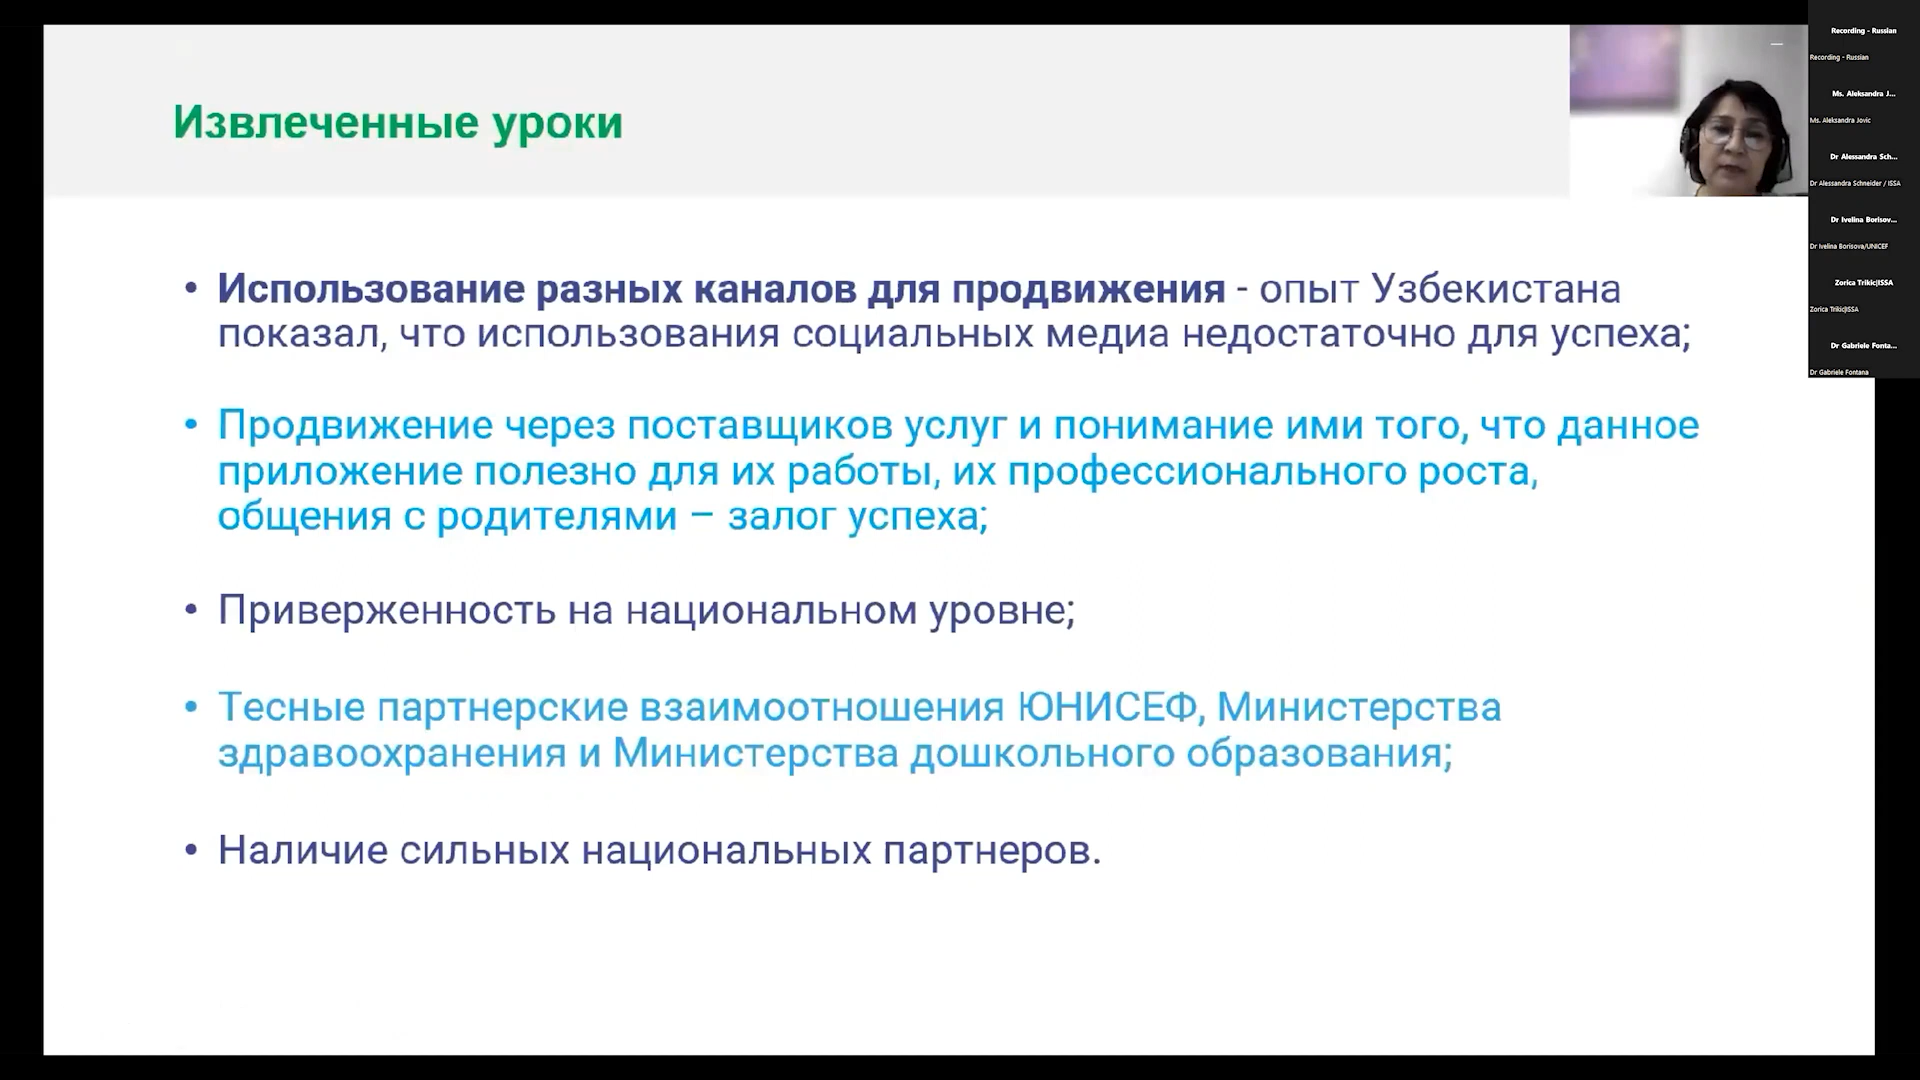 Извлеченные уроки
• Использование разных каналов для продвижения - опыт Узбекистана
показал, что использования социальных медиа недостаточно для успеха;
• Продвижение через поставщиков услуг и понимание ими того, что данное
приложение полезно для их работы, их профессионального роста,
общения с родителями – залог успеха;
• Приверженность на национальном уровне;
• Тесные партнерские взаимоотношения ЮНИСЕФ, Министерства
здравоохранения и Министерства дошкольного образования;
• Наличие сильных национальных партнеров.
Recording - Russian
Recording - Russian
Ms. Aleksandra J...
Ms. Aleksandra Jovic
Dr Alessandra Sch...
Dr Alessandra Schneider / ISSA
Dr Ivelina Borisov...
Dr Ivelina Borisova/UNICEF
Zorica Trikic|ISSA
Zorica Trikic|ISSA
Dr Gabriele Fonta...
Dr Gabriele Fontana